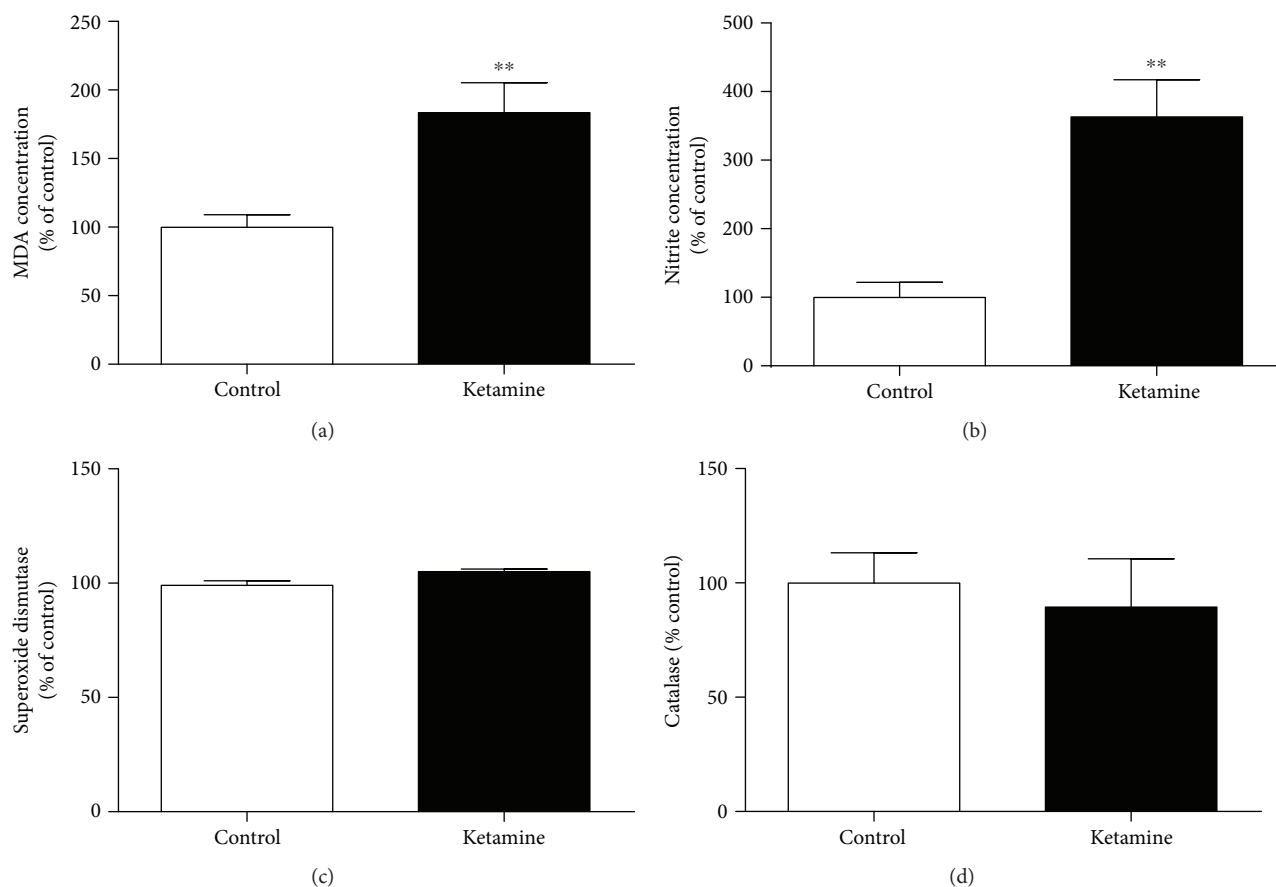 250
200
150
100
50
0
MDA concentration
(% of control)
**
Control
Ketamine
(a)
500
400
300
200
100
0
Nitrite concentration
(% of control)
**
Control
Ketamine
(b)
150
100
50
0
Superoxide dismutase
(% of control)
Control
Ketamine
(c)
150
100
50
0
Catalase (% control)
Control
Ketamine
(d)